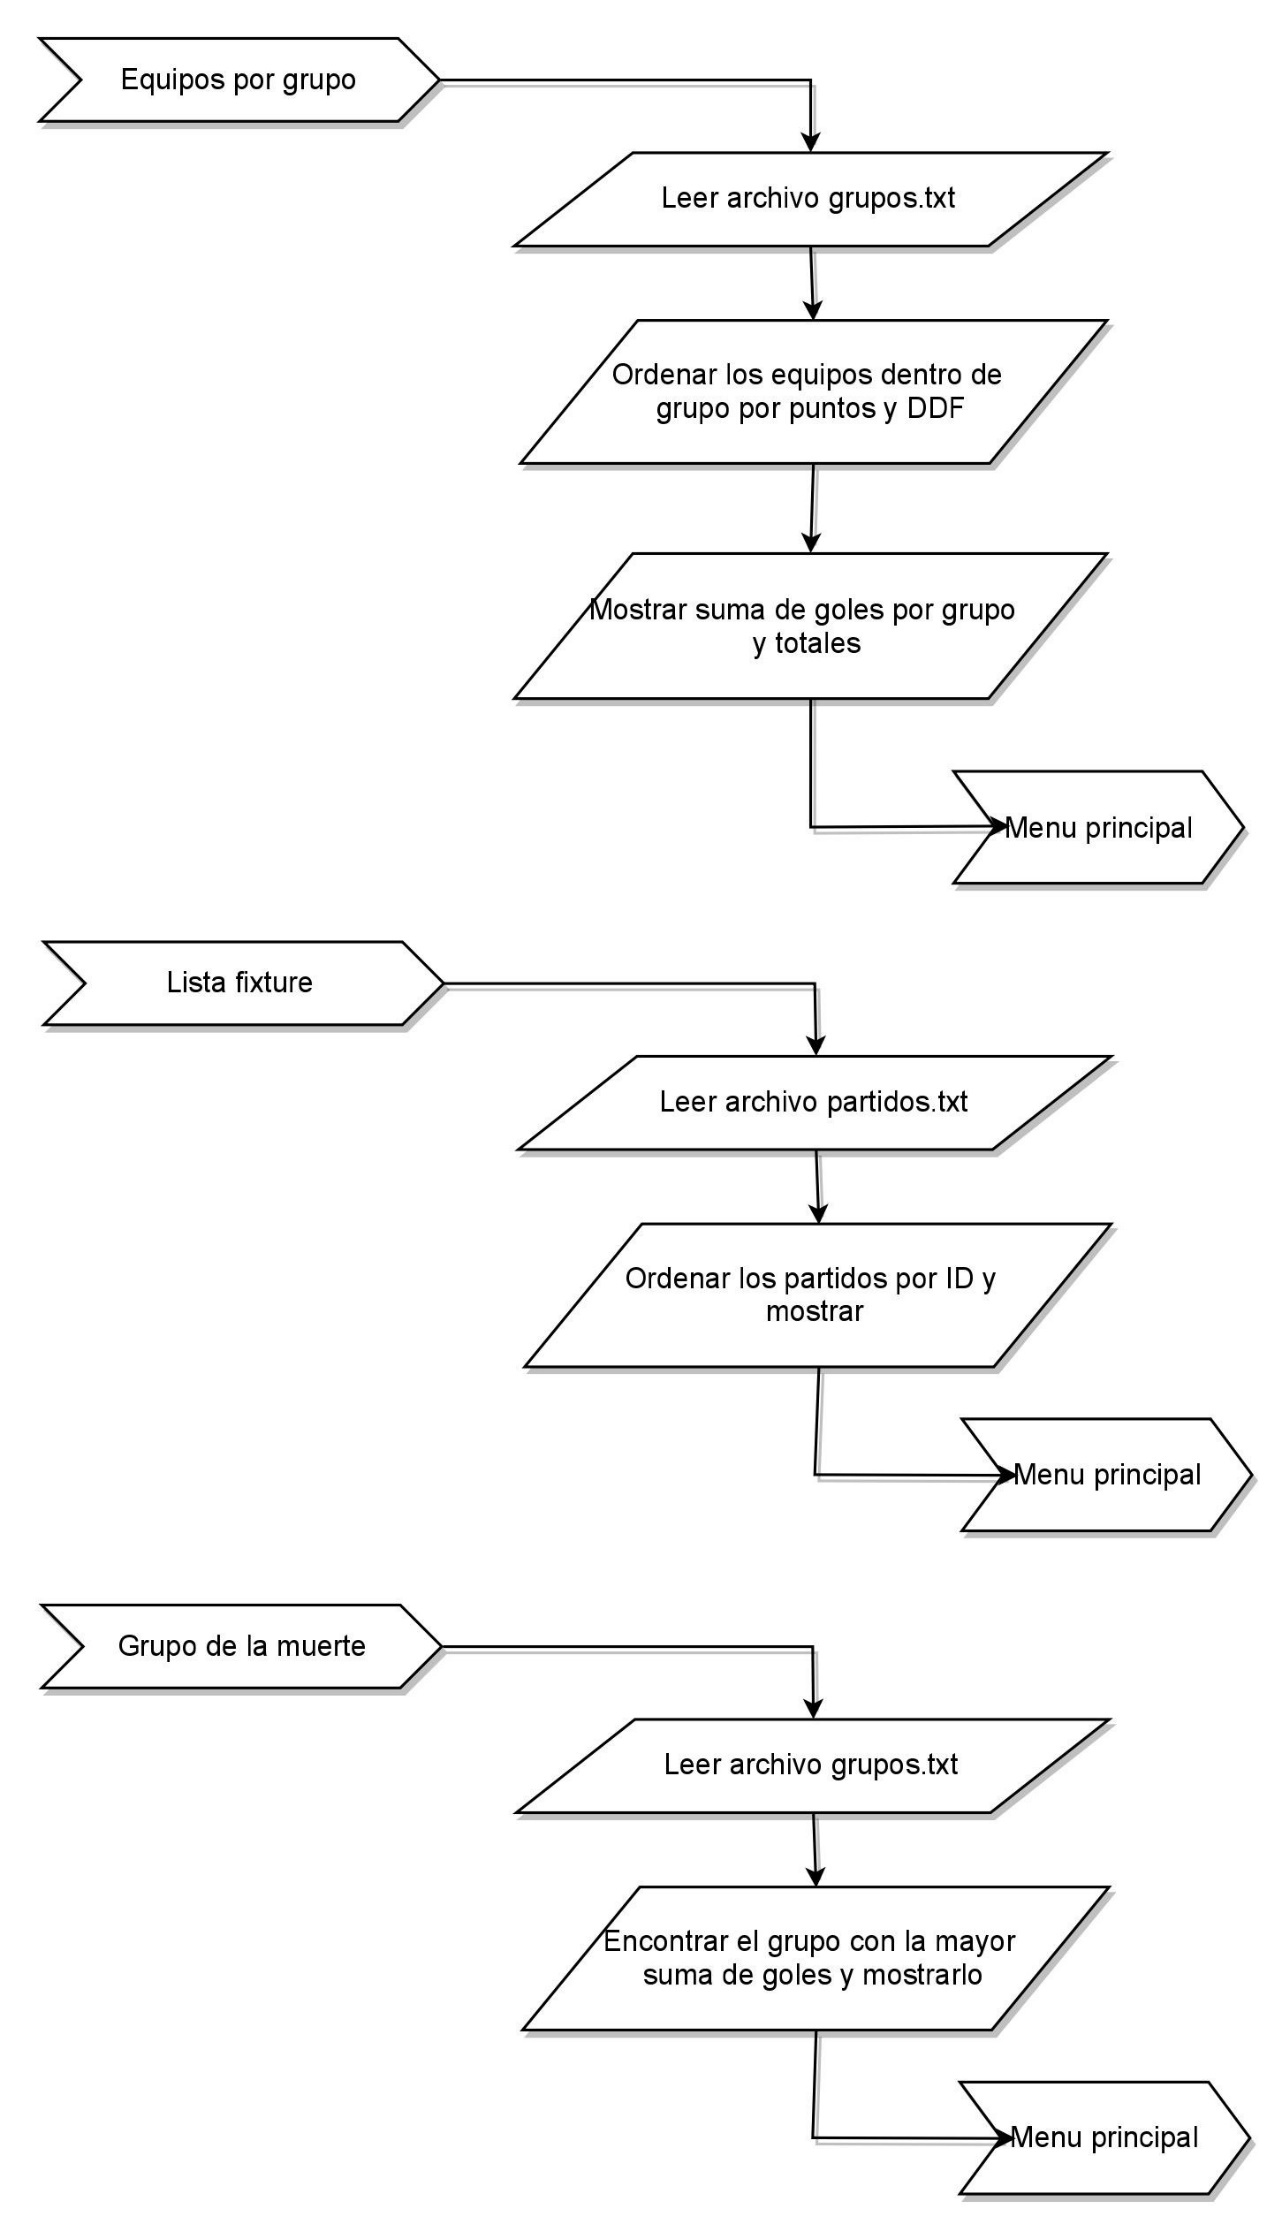 Equipos por grupo
Leer archivo grupos.txt
Ordenar los equipos dentro de
grupo por puntos y DDF
Mostrar suma de goles por grupo
y totales
Menu principal
Lista fixture
Leer archivo partidos.txt
Ordenar los partidos por ID y
mostrar
Menu principal
Grupo de la muerte
Leer archivo grupos.txt
Encontrar el grupo con la mayor
suma de goles y mostrarlo
Menu principal